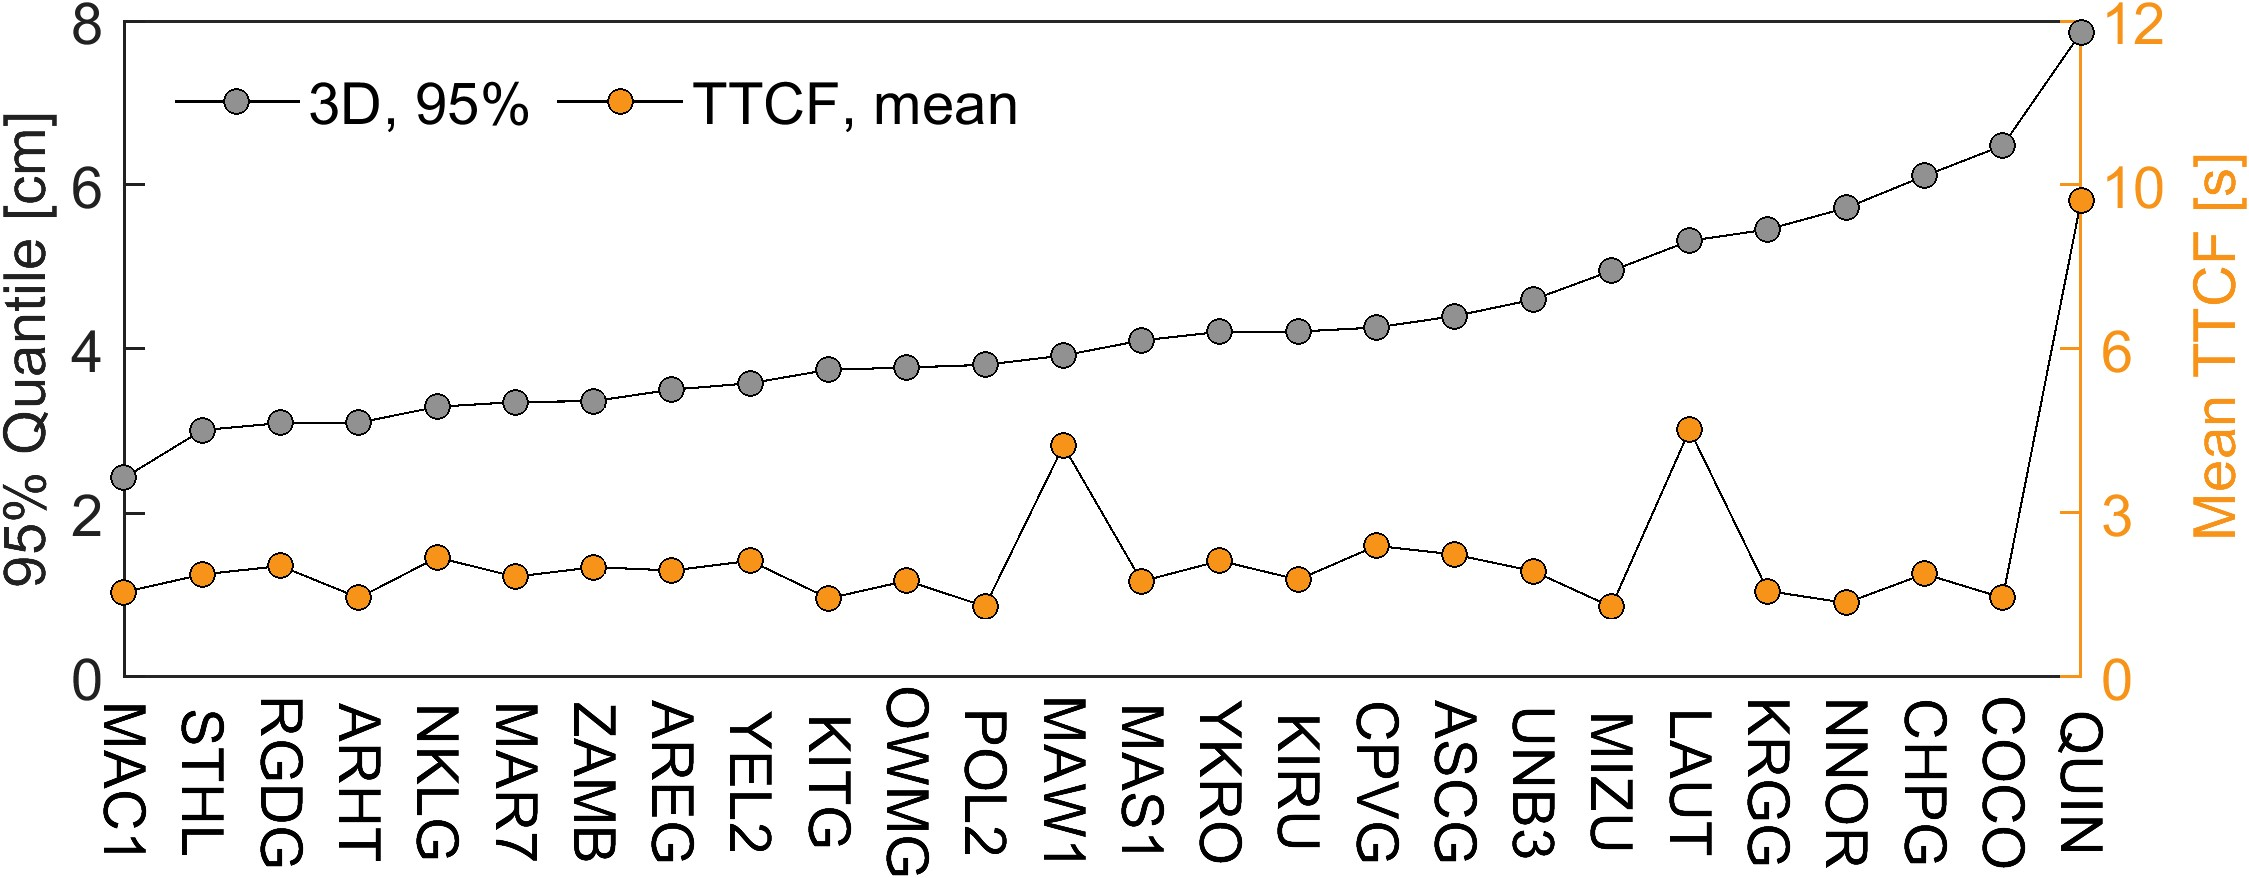 8
6
4
2
0
95% Quantile [cm]
3D, 95%
TTCF, mean
12
10
6
3
0
Mean TTCF [s]
MAC1
STHL
RGDG
ARHT
NKLG
MAR7
ZAMB
AREG
YEL2
KITG
OWMG
POL2
MAW1
MAS1
YKRO
KIRU
CPVG
ASCG
UNB3
MIZU
LAUT
KRGG
NNOR
CHPG
COCO
QUIN